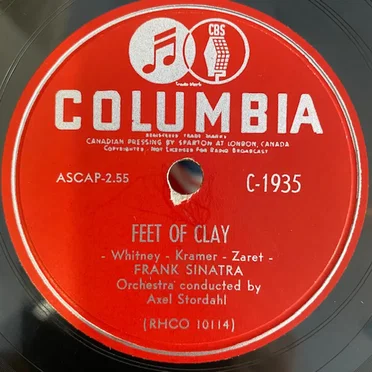 CBS
Trade Mark
COLUMBIA
REGISTERED TRADE MARKS
CANADIAN PRESSING BY SPARTON AT LONDON, CANADA
COPYRIGHTS. NOT LICENSED FOR RADIO BROADCAST
ASCAP-2.55
C-1935
FEET OF CLAY
- Whitney - Kramer - Zaret -
FRANK SINATRA
Orchestra conducted by
Axel Stordahl
(RHCO 10114)